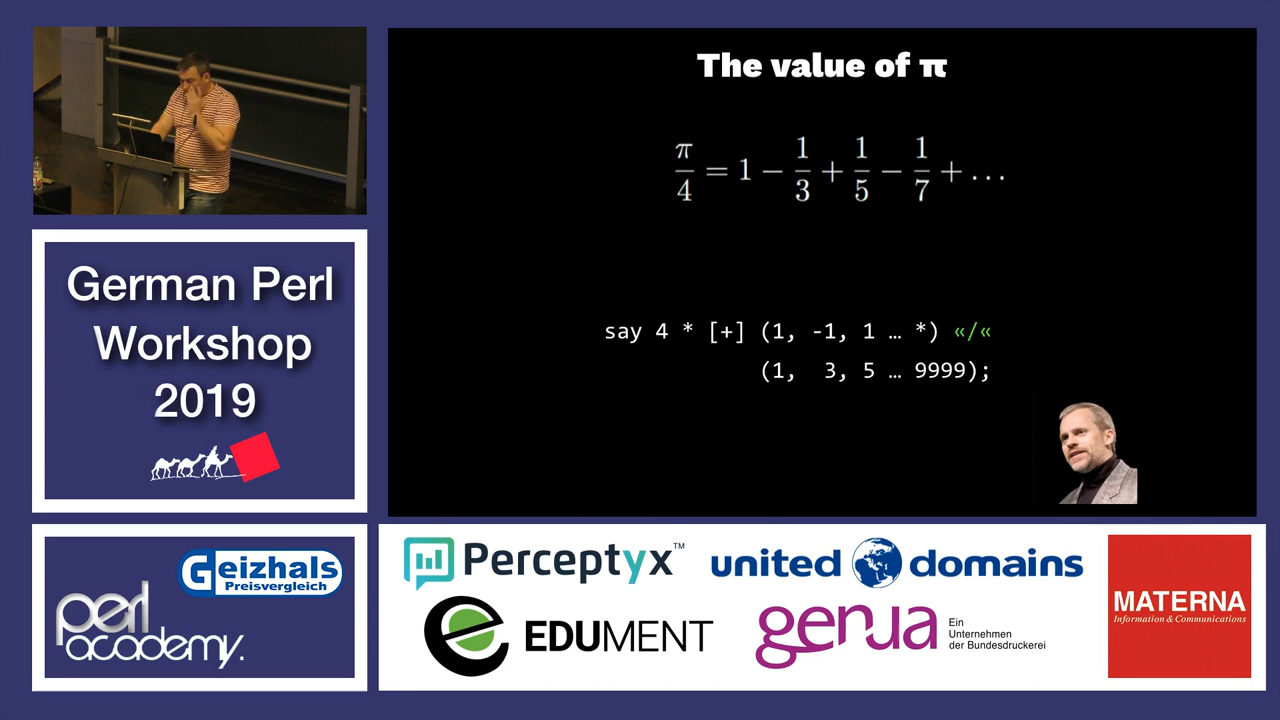 The value of π
π/4 = 1 − 1/3 + 1/5 − 1/7 + …
say 4 * [+] (1, -1, 1 … *) «/«
(1, 3, 5 … 9999);
German Perl
Workshop
2019
Geizhals
Preisvergleich
perl
academy.
Perceptyx™
united domains
EDUMENT
genua
Ein
Unternehmen
der Bundesdruckerei
MATERNA
Information & Communications